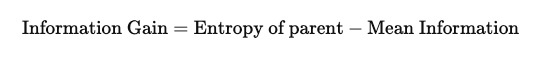 Information Gain = Entropy of parent − Mean Information